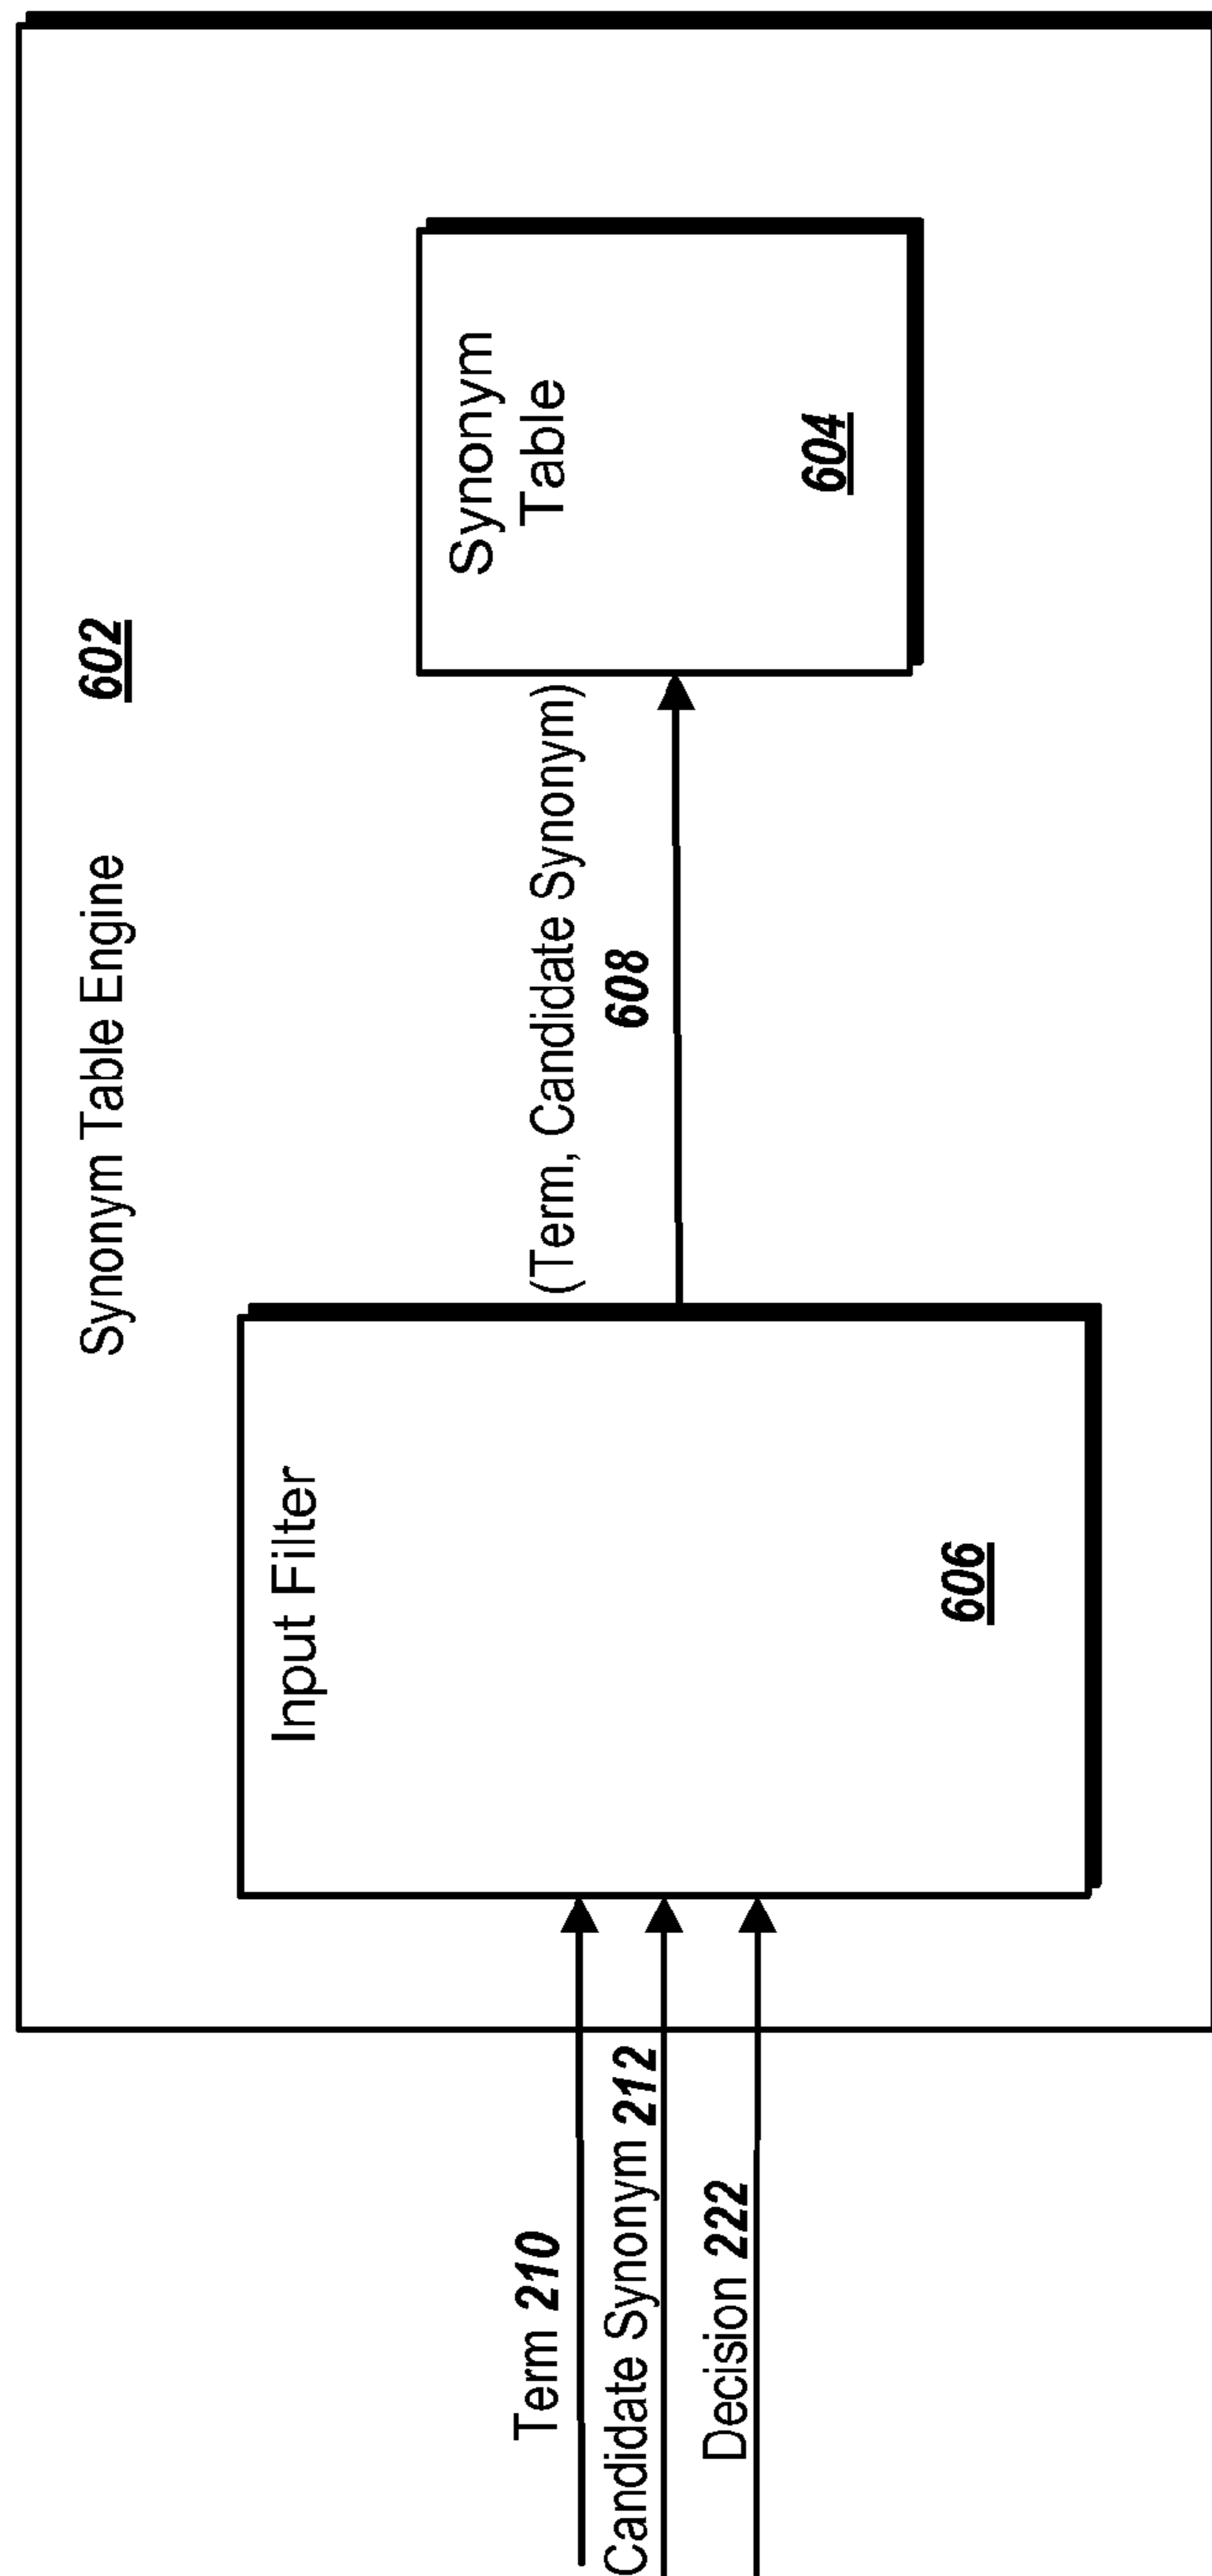 Synonym Table Engine 602
Input Filter
606
(Term, Candidate Synonym)
608
Synonym
Table
604
Term 210
Candidate Synonym 212
Decision 222